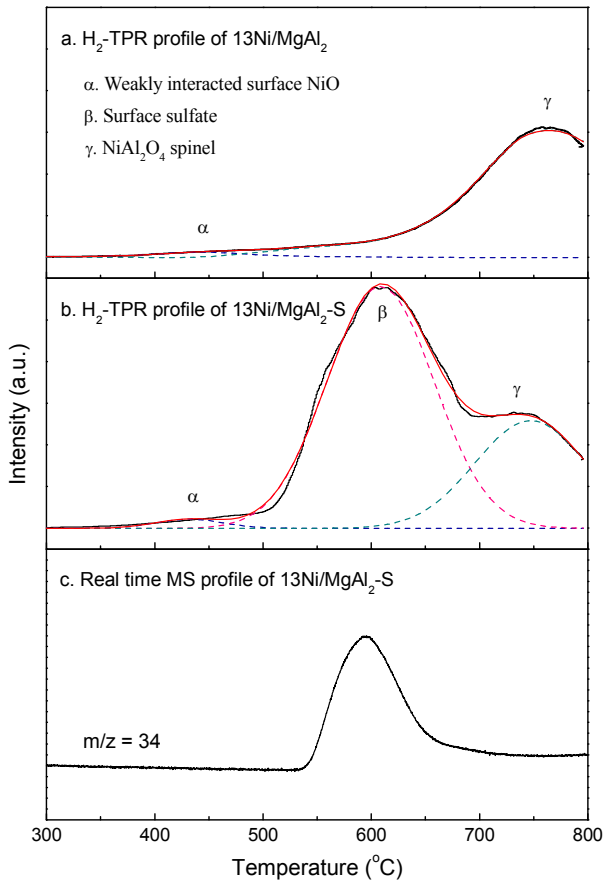 a. H₂-TPR profile of 13Ni/MgAl₂
α. Weakly interacted surface NiO
β. Surface sulfate
γ. NiAl₂O₄ spinel
γ
α
b. H₂-TPR profile of 13Ni/MgAl₂-S
β
γ
α
Intensity (a.u.)
c. Real time MS profile of 13Ni/MgAl₂-S
m/z = 34
300 400 500 600 700 800
Temperature (°C)